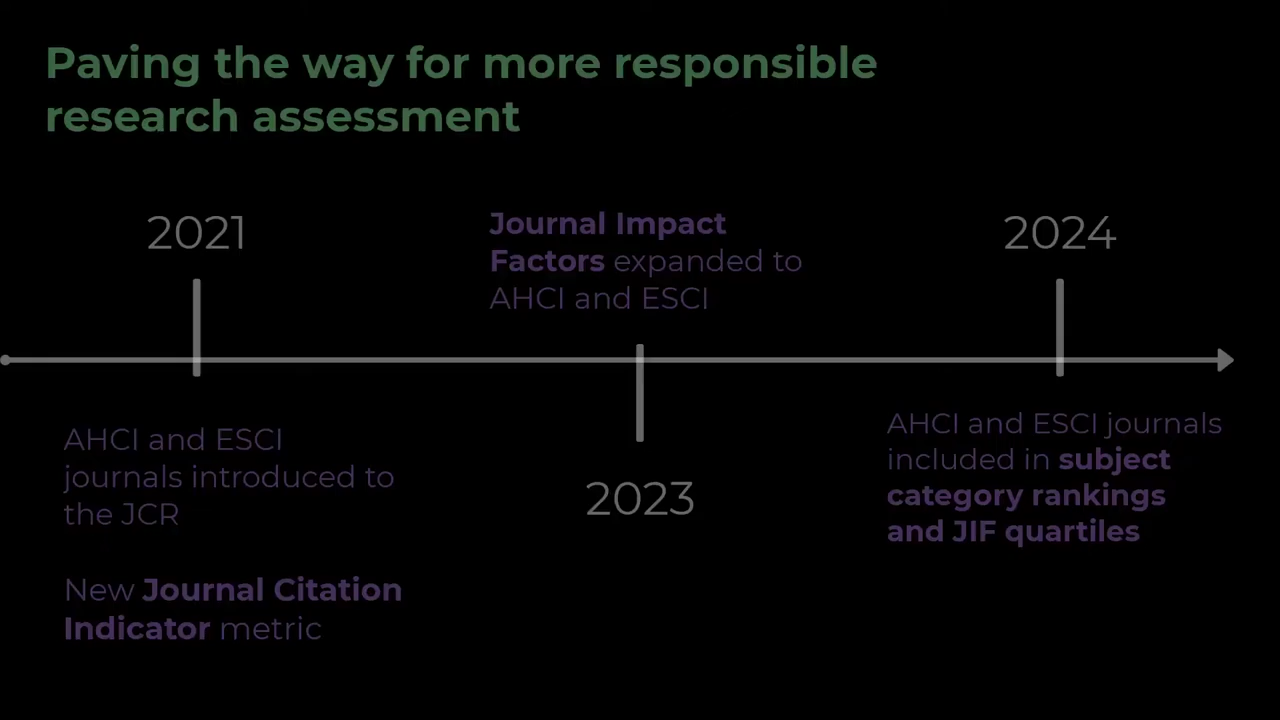 Paving the way for more responsible
research assessment
2021
AHCI and ESCI
journals introduced to
the JCR
New Journal Citation
Indicator metric
Journal Impact
Factors expanded to
AHCI and ESCI
2023
2024
AHCI and ESCI journals
included in subject
category rankings
and JIF quartiles